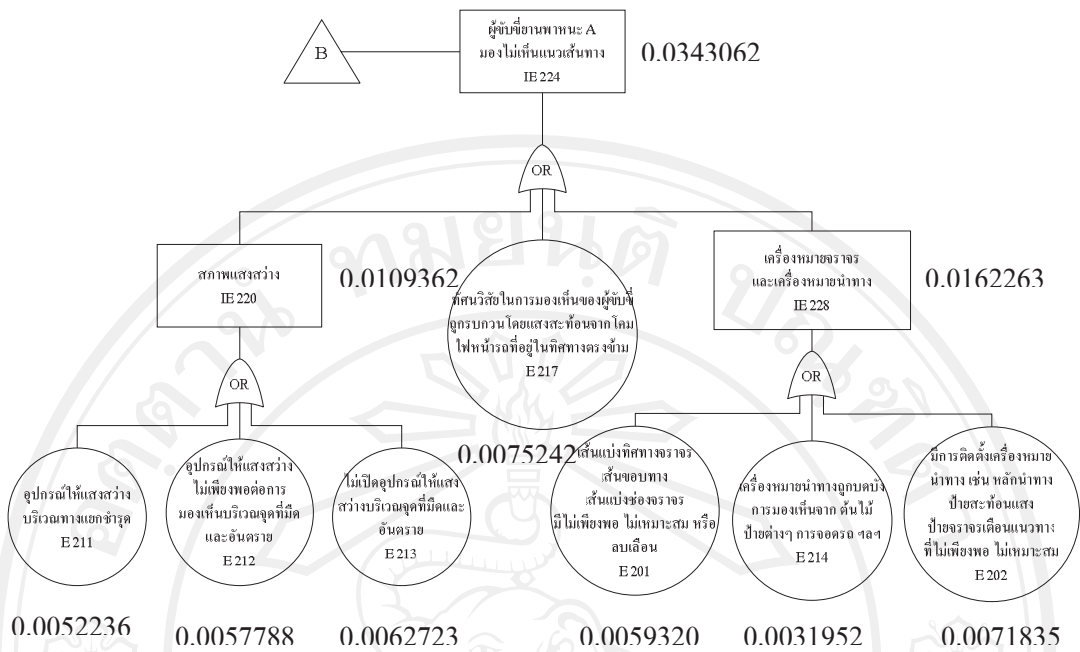 B
ผู้ขับขี่ยานพาหนะ A
มองไม่เห็นแนวเส้นทาง
IE 224
0.0343062
OR
สภาพแสงสว่าง
IE 220
0.0109362
ทัศนวิสัยในการมองเห็นของผู้ขับขี่
ถูกรบกวนโดยแสงสะท้อนจากโคม
ไฟหน้ารถที่อยู่ในทิศทางตรงข้าม
E 217
0.0075242
เครื่องหมายจราจร
และเครื่องหมายนำทาง
IE 228
0.0162263
OR
OR
อุปกรณ์ให้แสงสว่าง
บริเวณทางแยกชำรุด
E 211
0.0052236
อุปกรณ์ให้แสงสว่าง
ไม่เพียงพอต่อการ
มองเห็นบริเวณจุดที่มืด
และอันตราย
E 212
0.0057788
ไม่เปิดอุปกรณ์ให้แสง
สว่างบริเวณจุดที่มืดและ
อันตราย
E 213
0.0062723
เส้นแบ่งทิศทางจราจร
เส้นขอบทาง
เส้นแบ่งช่องจราจร
มีไม่เพียงพอ ไม่เหมาะสม หรือ
ลบเลือน
E 201
0.0059320
เครื่องหมายนำทางถูกบดบัง
การมองเห็นจาก ต้นไม้
ป้ายต่างๆ การจอดรถ ฯลฯ
E 214
0.0031952
มีการติดตั้งเครื่องหมาย
นำทาง เช่น หลักนำทาง
ป้ายสะท้อนแสง
ป้ายจราจรเตือนแนวทาง
ที่ไม่เพียงพอ ไม่เหมาะสม
E 202
0.0071835